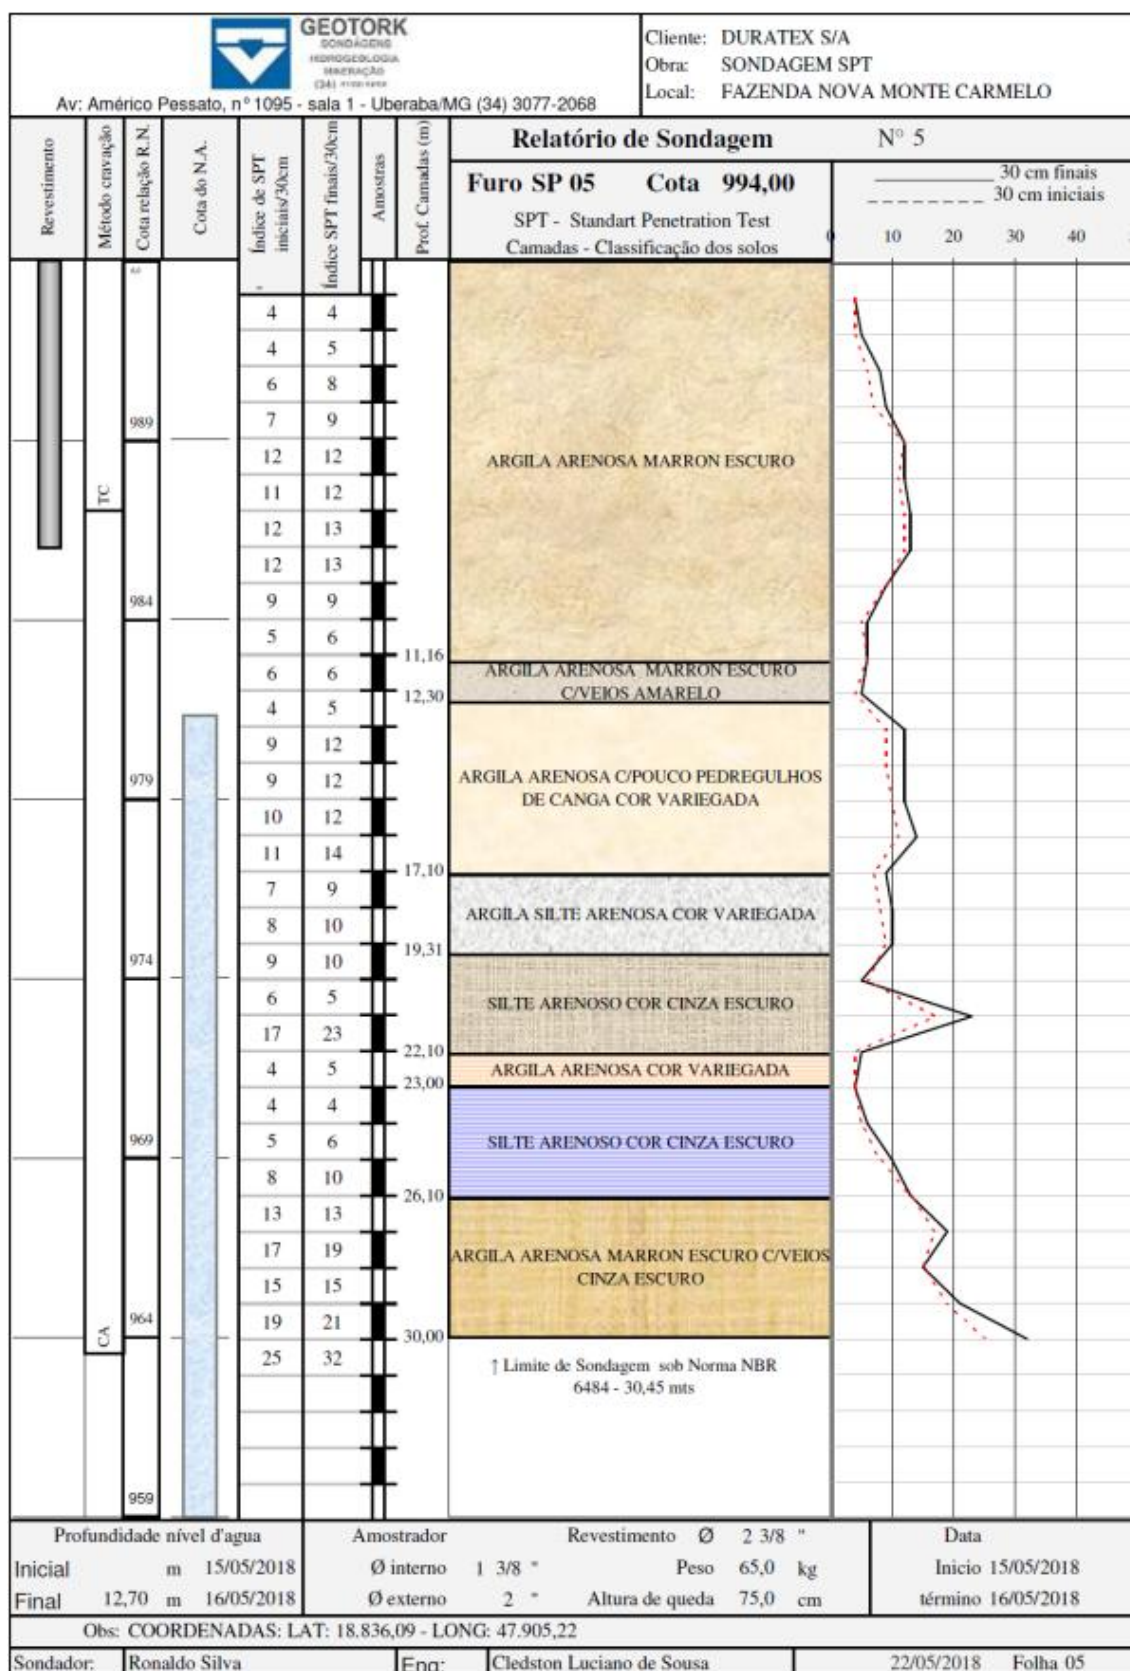 GEOTORK
SONDAGENS
HIDROGEOLOGIA
MINERAÇÃO
Av: Américo Pessato, nº 1095 - sala 1 - Uberaba/MG (34) 3077-2068
Cliente: DURATEX S/A
Obra: SONDAGEM SPT
Local: FAZENDA NOVA MONTE CARMELO
Revestimento
Método cravação
Cota relação R.N.
Cota do N.A.
Índice de SPT iniciais/30cm
Índice SPT finais/30cm
Amostras
Prof. Camadas (m)
Relatório de Sondagem N° 5
Furo SP 05 Cota 994,00
SPT - Standart Penetration Test
Camadas - Classificação dos solos
30 cm finais
30 cm iniciais
0 10 20 30 40
4 4
4 5
6 8
7 9
989
12 12
ARGILA ARENOSA MARRON ESCURO
11 12
TC
12 13
12 13
9 9
984
5 6
11,16
6 6
ARGILA ARENOSA MARRON ESCURO
C/VEIOS AMARELO
12,30
4 5
9 12
9 12
979
ARGILA ARENOSA C/POUCO PEDREGULHOS
DE CANGA COR VARIEGADA
10 12
11 14
17,10
7 9
ARGILA SILTE ARENOSA COR VARIEGADA
8 10
19,31
9 10
974
6 5
SILTE ARENOSO COR CINZA ESCURO
17 23
22,10
4 5
ARGILA ARENOSA COR VARIEGADA
23,00
4 4
5 6
969
SILTE ARENOSO COR CINZA ESCURO
8 10
26,10
13 13
17 19
ARGILA ARENOSA MARRON ESCURO C/VEIOS
CINZA ESCURO
15 15
19 21
964
CA
30,00
25 32
↑ Limite de Sondagem sob Norma NBR
6484 - 30,45 mts
959
Profundidade nível d'agua
Inicial m 15/05/2018
Final 12,70 m 16/05/2018
Amostrador Revestimento Ø 2 3/8 "
Ø interno 1 3/8 " Peso 65,0 kg
Ø externo 2 " Altura de queda 75,0 cm
Data
Inicio 15/05/2018
término 16/05/2018
Obs: COORDENADAS: LAT: 18.836,09 - LONG: 47.905,22
Sondador: Ronaldo Silva Eng: Cledston Luciano de Sousa 22/05/2018 Folha 05